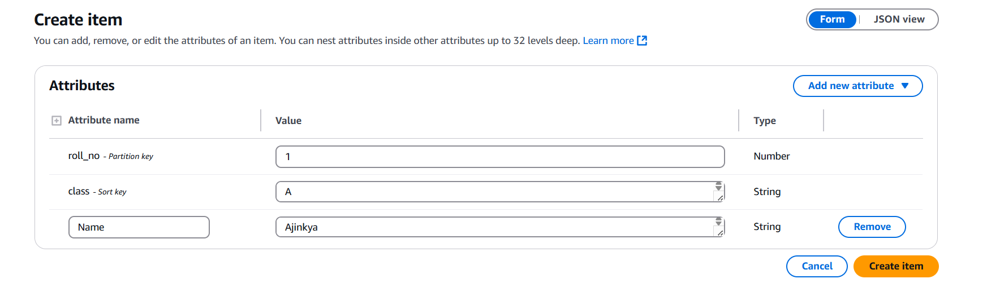 Create item
Form | JSON view
You can add, remove, or edit the attributes of an item. You can nest attributes inside other attributes up to 32 levels deep. Learn more
Attributes
Add new attribute
Attribute name Value Type
roll_no - Partition key 1 Number
class - Sort key A String
Name Ajinkya String Remove
Cancel Create item